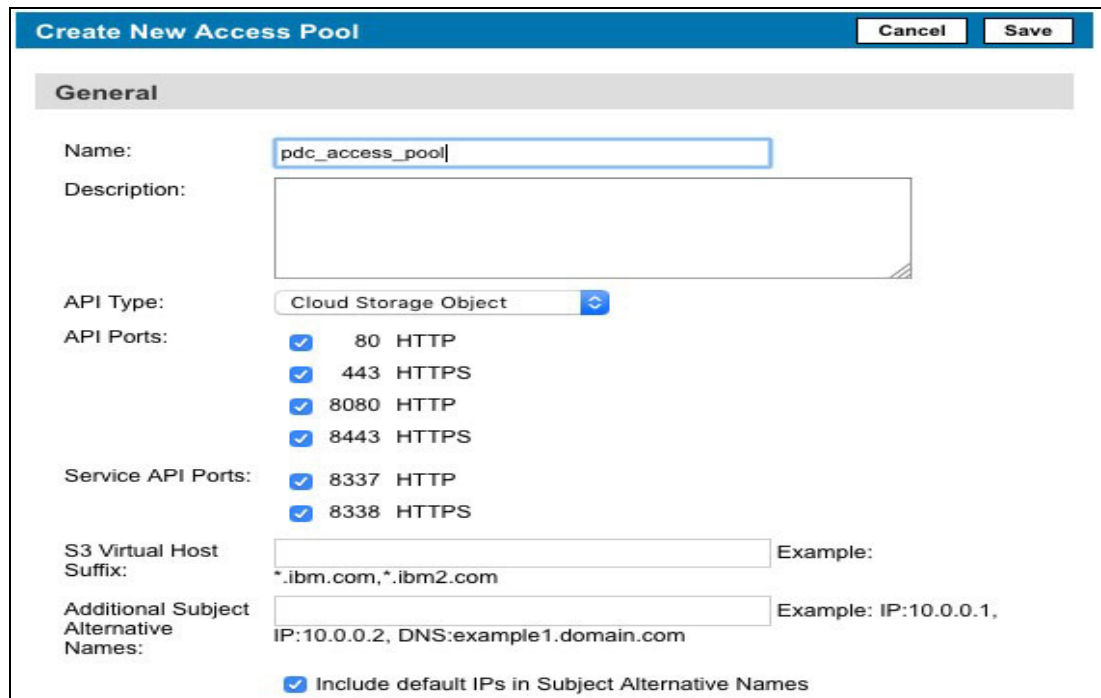 Create New Access Pool Cancel Save
General
Name: pdc_access_pool
Description:
API Type: Cloud Storage Object
API Ports: 80 HTTP
443 HTTPS
8080 HTTP
8443 HTTPS
Service API Ports: 8337 HTTP
8338 HTTPS
S3 Virtual Host Suffix: Example:
*.ibm.com,*.ibm2.com
Additional Subject Alternative Names: Example: IP:10.0.0.1,
IP:10.0.0.2, DNS:example1.domain.com
Include default IPs in Subject Alternative Names